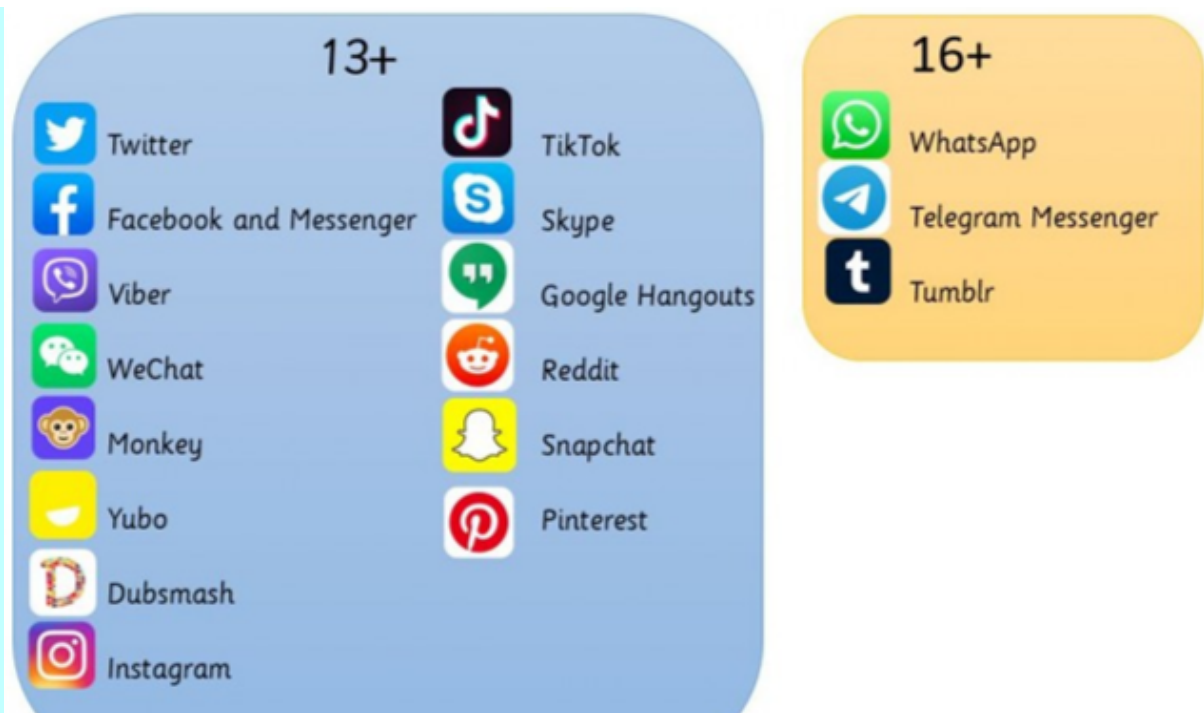 13+
Twitter
Facebook and Messenger
Viber
WeChat
Monkey
Yubo
Dubsmash
Instagram
TikTok
Skype
Google Hangouts
Reddit
Snapchat
Pinterest
16+
WhatsApp
Telegram Messenger
Tumblr